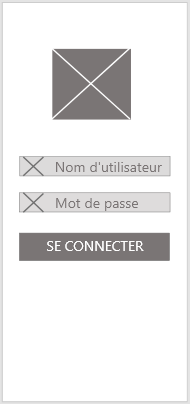 Nom d'utilisateur
Mot de passe
SE CONNECTER